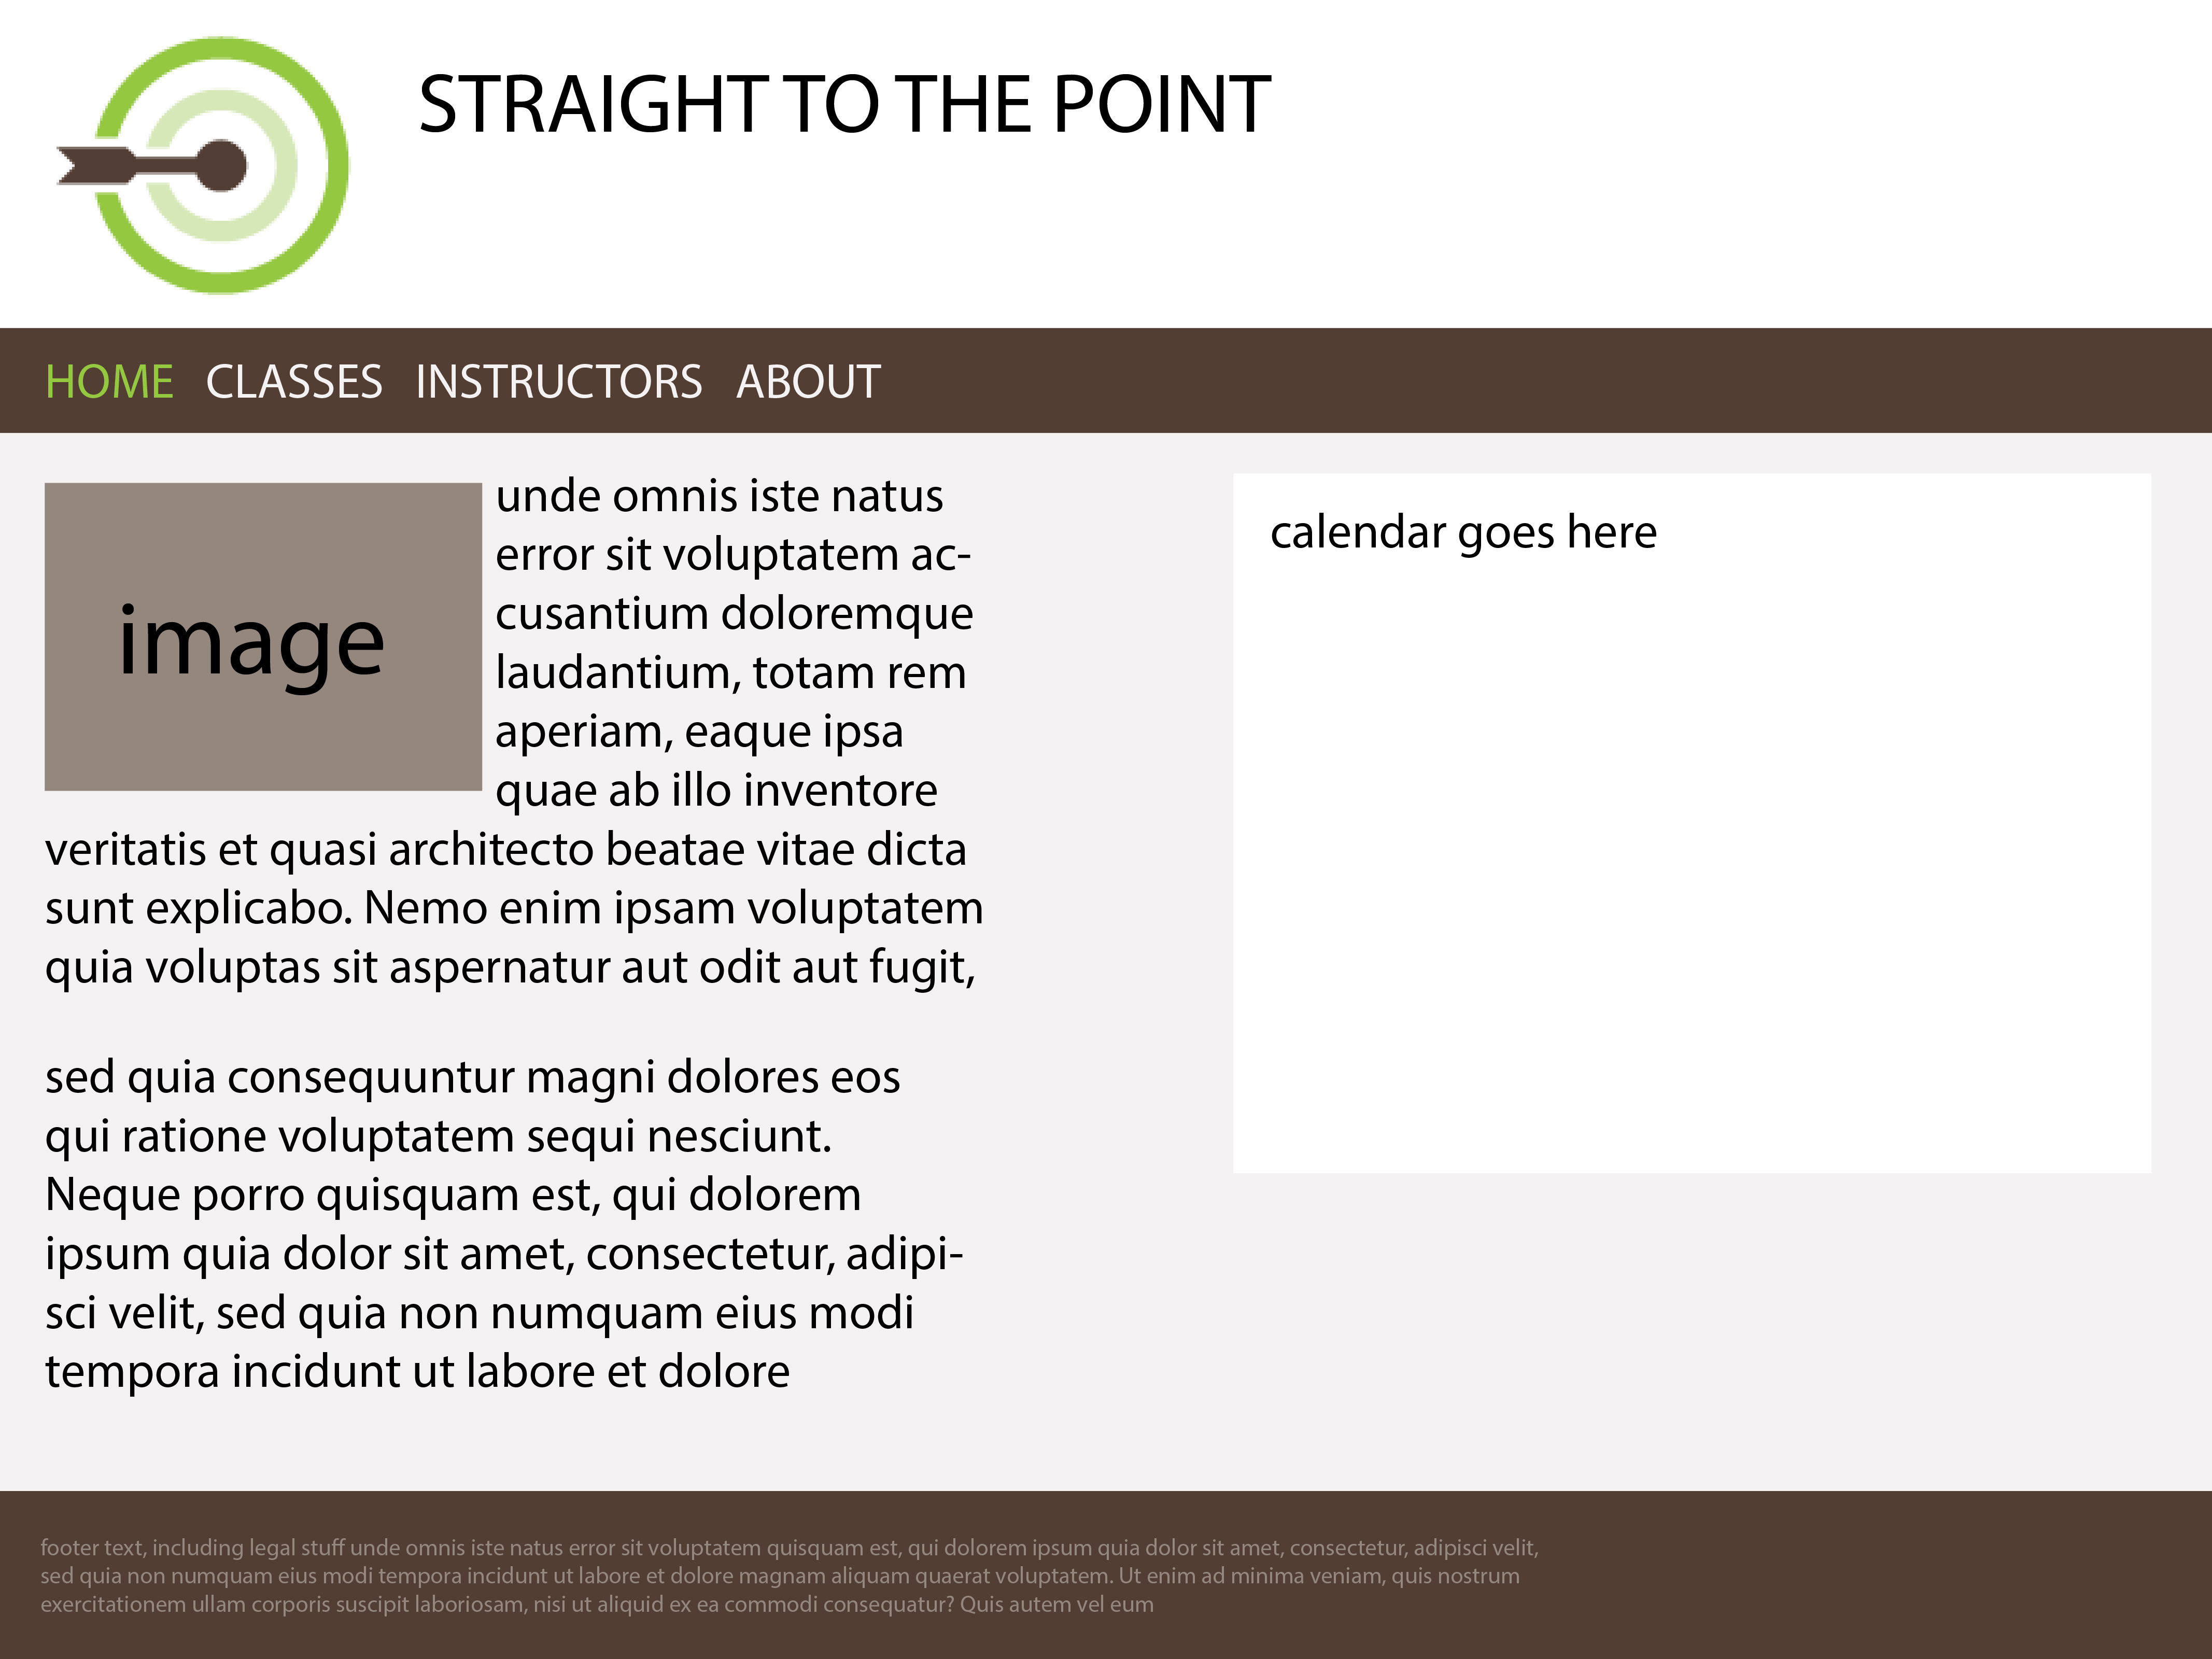 STRAIGHT TO THE POINT
HOME CLASSES INSTRUCTORS ABOUT
image
unde omnis iste natus
error sit voluptatem ac-
cusantium doloremque
laudantium, totam rem
aperiam, eaque ipsa
quae ab illo inventore
veritatis et quasi architecto beatae vitae dicta
sunt explicabo. Nemo enim ipsam voluptatem
quia voluptas sit aspernatur aut odit aut fugit,
sed quia consequuntur magni dolores eos
qui ratione voluptatem sequi nesciunt.
Neque porro quisquam est, qui dolorem
ipsum quia dolor sit amet, consectetur, adipi-
sci velit, sed quia non numquam eius modi
tempora incidunt ut labore et dolore
calendar goes here
footer text, including legal stuff unde omnis iste natus error sit voluptatem quisquam est, qui dolorem ipsum quia dolor sit amet, consectetur, adipisci velit,
sed quia non numquam eius modi tempora incidunt ut labore et dolore magnam aliquam quaerat voluptatem. Ut enim ad minima veniam, quis nostrum
exercitationem ullam corporis suscipit laboriosam, nisi ut aliquid ex ea commodi consequatur? Quis autem vel eum